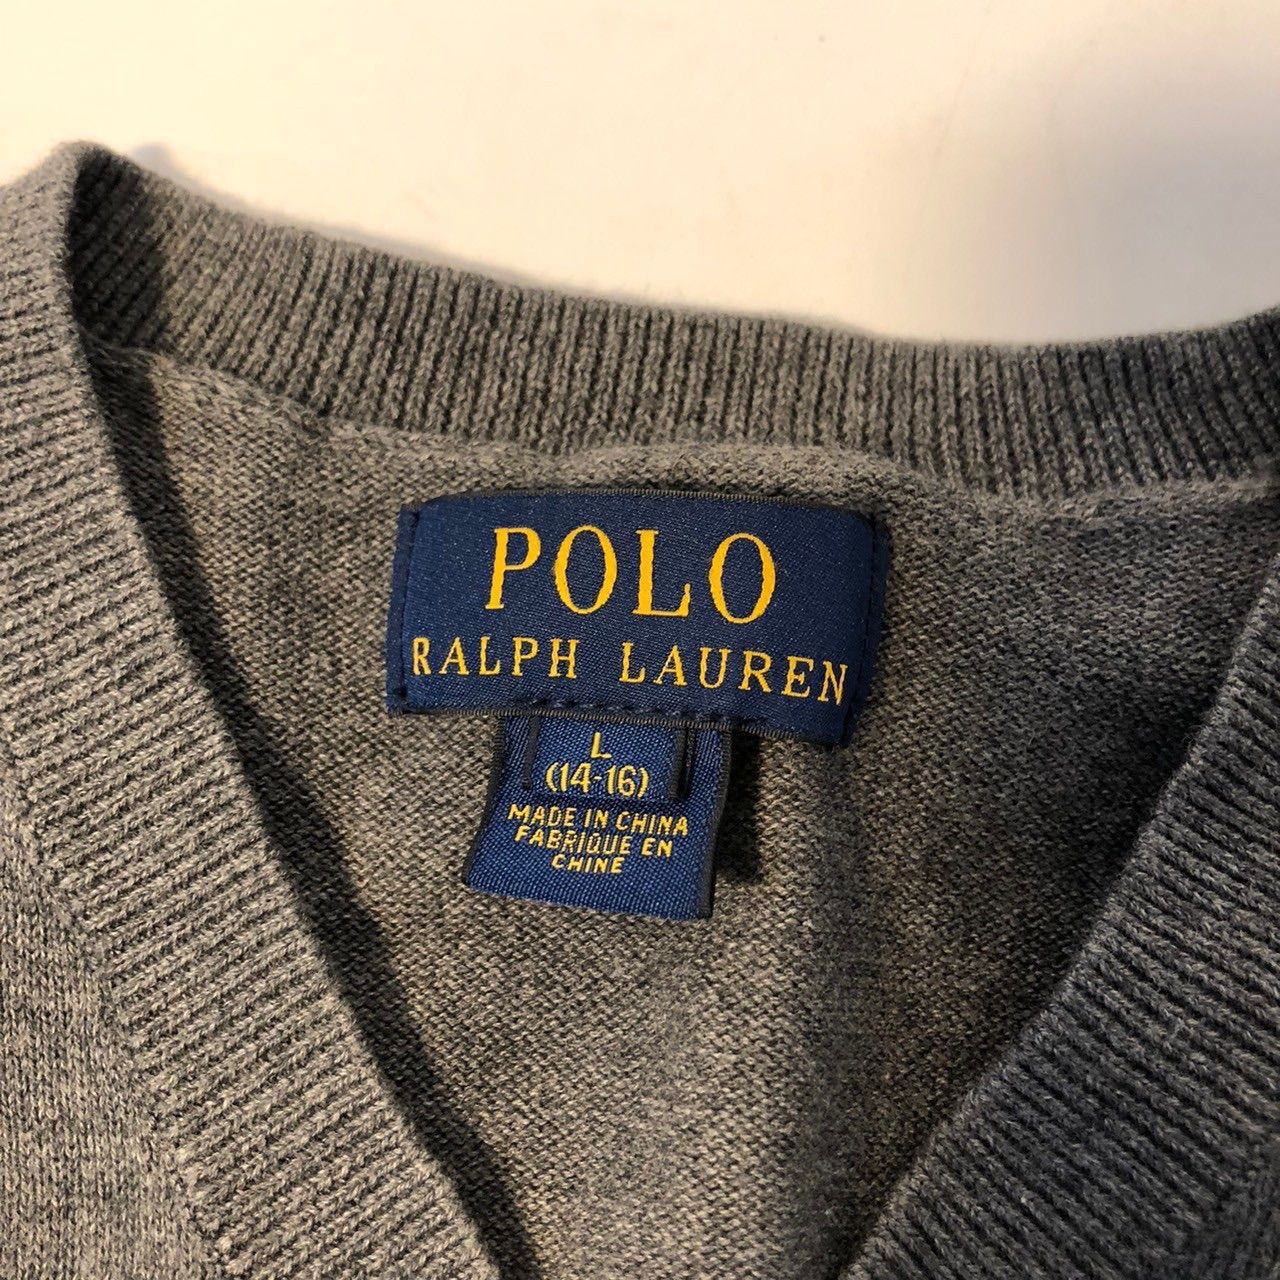 POLO
RALPH LAUREN
L
(14-16)
MADE IN CHINA
FABRIQUE EN
CHINE